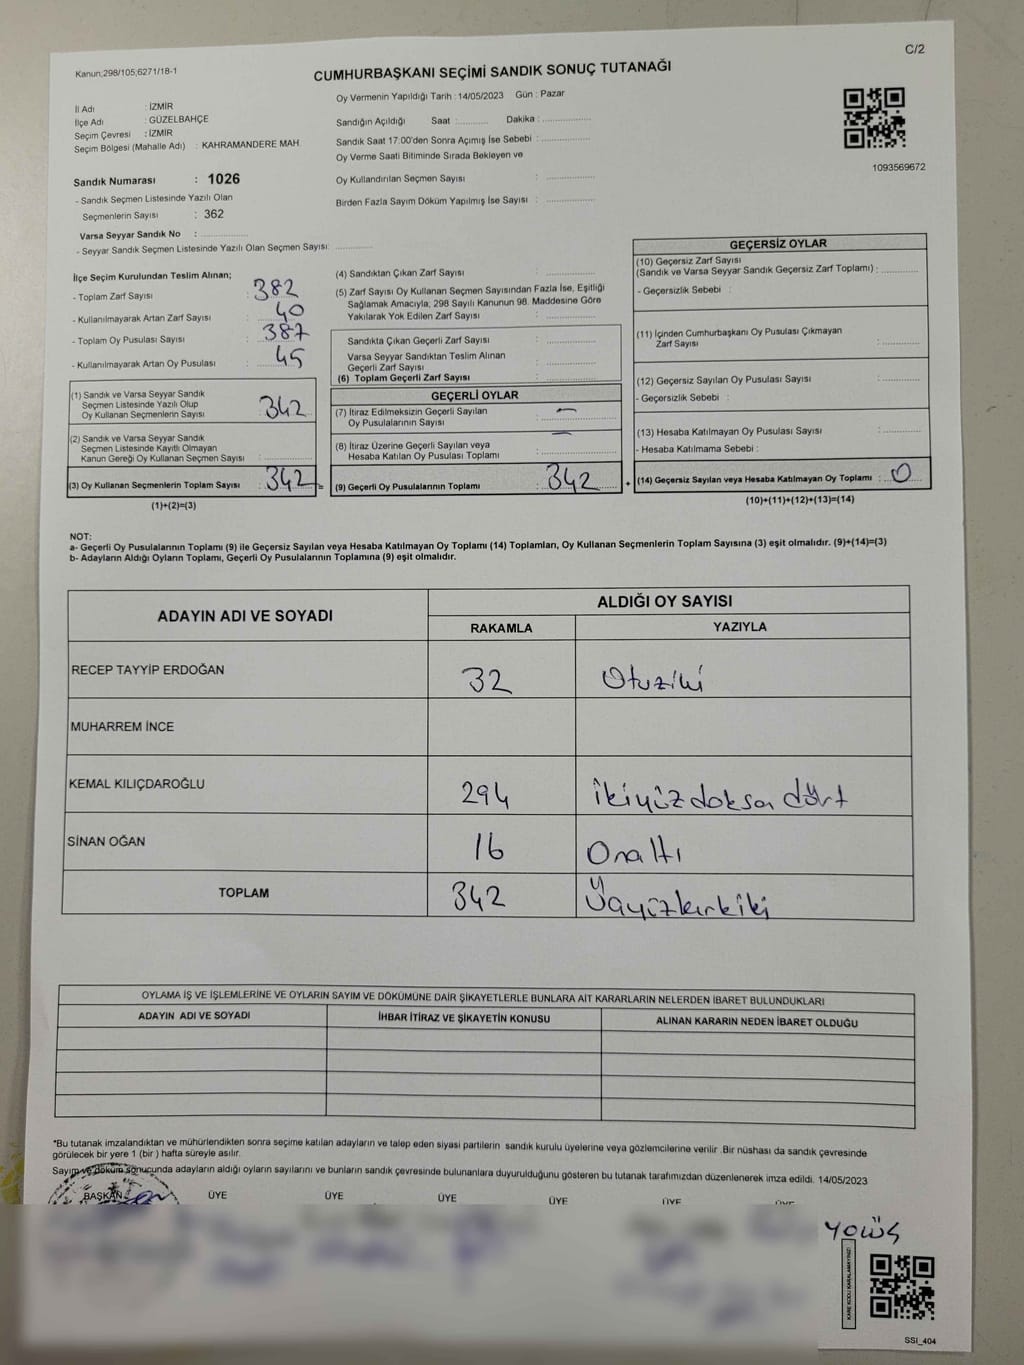 C/2
Kanun;298/105;6271/18-1
CUMHURBAŞKANI SEÇİMİ SANDIK SONUÇ TUTANAĞI
İl Adı : İZMİR
İlçe Adı : GÜZELBAHÇE
Seçim Çevresi : İZMİR
Seçim Bölgesi (Mahalle Adı) : KAHRAMANDERE MAH.
Sandık Numarası : 1026
- Sandık Seçmen Listesinde Yazılı Olan
Seçmenlerin Sayısı : 362
Varsa Seyyar Sandık No :
- Seyyar Sandık Seçmen Listesinde Yazılı Olan Seçmen Sayısı:
Oy Vermenin Yapıldığı Tarih : 14/05/2023 Gün : Pazar
Sandığın Açıldığı Saat : Dakika :
Sandık Saat 17:00'den Sonra Açımış İse Sebebi :
Oy Verme Saati Bitiminde Sırada Bekleyen ve
Oy Kullandırılan Seçmen Sayısı :
Birden Fazla Sayım Döküm Yapılmış İse Sayısı :
1093569672
İlçe Seçim Kurulundan Teslim Alınan;
- Toplam Zarf Sayısı : 382
- Kullanılmayarak Artan Zarf Sayısı : 40
- Toplam Oy Pusulası Sayısı : 387
- Kullanılmayarak Artan Oy Pusulası : 45
(1) Sandık ve Varsa Seyyar Sandık
Seçmen Listesinde Yazılı Olup
Oy Kullanan Seçmenlerin Sayısı : 342
(2) Sandık ve Varsa Seyyar Sandık
Seçmen Listesinde Kayıtlı Olmayan
Kanun Gereği Oy Kullanan Seçmen Sayısı :
(3) Oy Kullanan Seçmenlerin Toplam Sayısı : 342 =
(1)+(2)=(3)
(4) Sandıktan Çıkan Zarf Sayısı :
(5) Zarf Sayısı Oy Kullanan Seçmen Sayısından Fazla İse, Eşitliği
Sağlamak Amacıyla; 298 Sayılı Kanunun 98. Maddesine Göre
Yakılarak Yok Edilen Zarf Sayısı :
Sandıkta Çıkan Geçerli Zarf Sayısı :
Varsa Seyyar Sandıktan Teslim Alınan
Geçerli Zarf Sayısı :
(6) Toplam Geçerli Zarf Sayısı :
GEÇERLİ OYLAR
(7) İtiraz Edilmeksizin Geçerli Sayılan
Oy Pusulalarının Sayısı : —
(8) İtiraz Üzerine Geçerli Sayılan veya
Hesaba Katılan Oy Pusulası Toplamı : —
(9) Geçerli Oy Pusulalarının Toplamı : 342 +
GEÇERSİZ OYLAR
(10) Geçersiz Zarf Sayısı
(Sandık ve Varsa Seyyar Sandık Geçersiz Zarf Toplamı) :
- Geçersizlik Sebebi :
(11) İçinden Cumhurbaşkanı Oy Pusulası Çıkmayan
Zarf Sayısı :
(12) Geçersiz Sayılan Oy Pusulası Sayısı :
- Geçersizlik Sebebi :
(13) Hesaba Katılmayan Oy Pusulası Sayısı :
- Hesaba Katılmama Sebebi :
(14) Geçersiz Sayılan veya Hesaba Katılmayan Oy Toplamı : 0
(10)+(11)+(12)+(13)=(14)
NOT:
a- Geçerli Oy Pusulalarının Toplamı (9) ile Geçersiz Sayılan veya Hesaba Katılmayan Oy Toplamı (14) Toplamları, Oy Kullanan Seçmenlerin Toplam Sayısına (3) eşit olmalıdır. (9)+(14)=(3)
b- Adayların Aldığı Oyların Toplamı, Geçerli Oy Pusulalarının Toplamına (9) eşit olmalıdır.
ADAYIN ADI VE SOYADI ALDIĞI OY SAYISI
RAKAMLA YAZIYLA
RECEP TAYYİP ERDOĞAN 32 Otuziki
MUHARREM İNCE
KEMAL KILIÇDAROĞLU 294 ikiyüz doksan dört
SİNAN OĞAN 16 Onaltı
TOPLAM 342
OYLAMA İŞ VE İŞLEMLERİNE VE OYLARIN SAYIM VE DÖKÜMÜNE DAİR ŞİKAYETLERLE BUNLARA AİT KARARLARIN NELERDEN İBARET BULUNDUKLARI
ADAYIN ADI VE SOYADI İHBAR İTİRAZ VE ŞİKAYETİN KONUSU ALINAN KARARIN NEDEN İBARET OLDUĞU
*Bu tutanak imzalandıktan ve mühürlendikten sonra seçime katılan adayların ve talep eden siyasi partilerin sandık kurulu üyelerine veya gözlemcilerine verilir .Bir nüshası da sandık çevresinde
görülecek bir yere 1 (bir ) hafta süreyle asılır.
Sayım ve döküm sonucunda adayların aldığı oyların sayılarını ve bunların sandık çevresinde bulunanlara duyurulduğunu gösteren bu tutanak tarafımızdan düzenlenerek imza edildi. 14/05/2023
BAŞKAN ÜYE ÜYE ÜYE ÜYE ÜYE ÜYE
KARE KODU KARALAMAYINIZ!
SSI_404